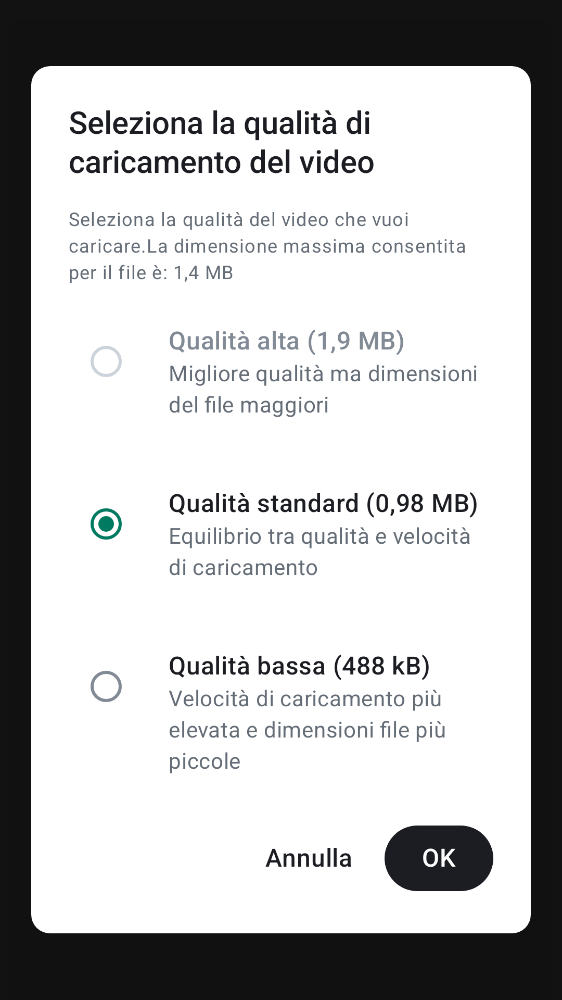 Seleziona la qualità di
caricamento del video
Seleziona la qualità del video che vuoi
caricare.La dimensione massima consentita
per il file è: 1,4 MB
Qualità alta (1,9 MB)
Migliore qualità ma dimensioni
del file maggiori
Qualità standard (0,98 MB)
Equilibrio tra qualità e velocità
di caricamento
Qualità bassa (488 kB)
Velocità di caricamento più
elevata e dimensioni file più
piccole
Annulla
OK